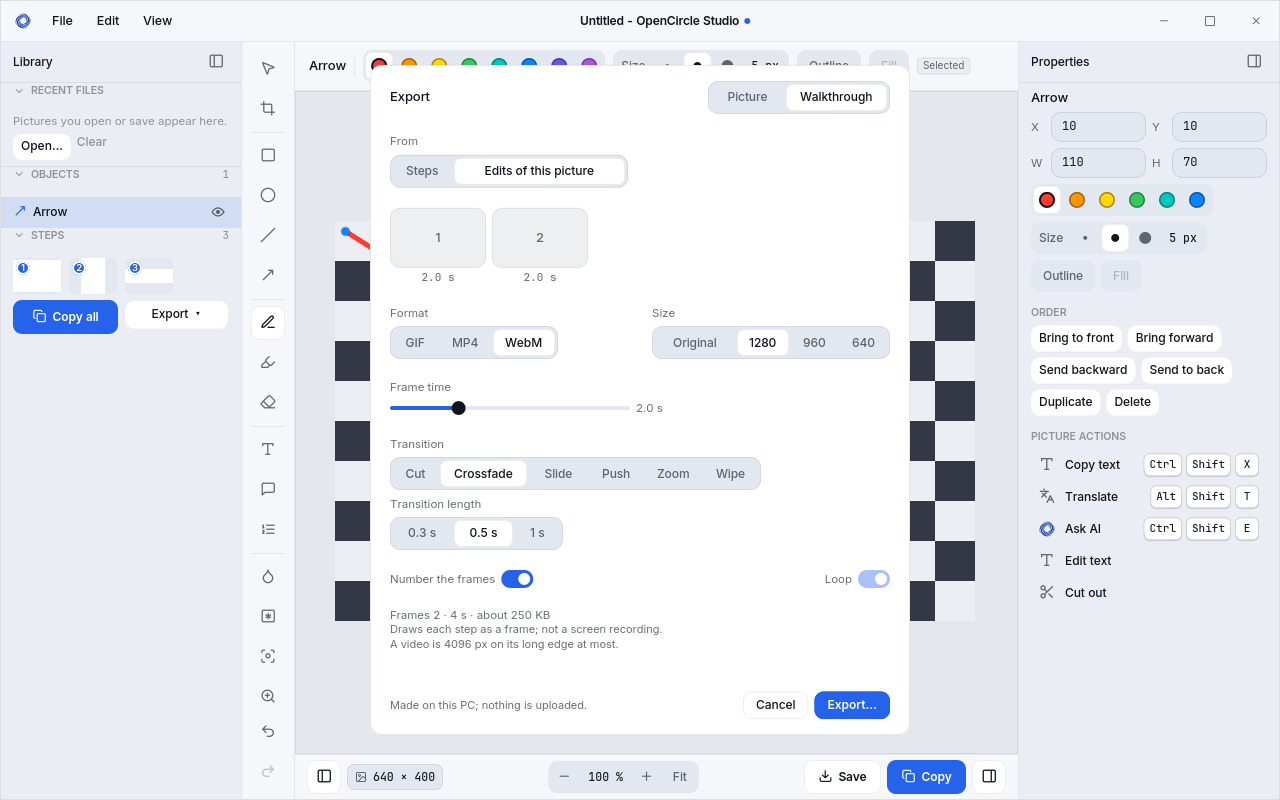 File Edit View
Untitled - OpenCircle Studio
Library
RECENT FILES
Pictures you open or save appear here.
Open... Clear
OBJECTS 1
Arrow
STEPS 3
1 2 3
Copy all Export
Arrow
Size 5 px Outline Fill Selected
Export
Picture Walkthrough
From
Steps Edits of this picture
1 2
2.0 s 2.0 s
Format Size
GIF MP4 WebM Original 1280 960 640
Frame time
2.0 s
Transition
Cut Crossfade Slide Push Zoom Wipe
Transition length
0.3 s 0.5 s 1 s
Number the frames Loop
Frames 2 · 4 s · about 250 KB
Draws each step as a frame; not a screen recording.
A video is 4096 px on its long edge at most.
Made on this PC; nothing is uploaded.
Cancel Export...
640 × 400
− 100 % + Fit
Save Copy
Properties
Arrow
X 10 Y 10
W 110 H 70
Size 5 px
Outline Fill
ORDER
Bring to front Bring forward
Send backward Send to back
Duplicate Delete
PICTURE ACTIONS
Copy text Ctrl Shift X
Translate Alt Shift T
Ask AI Ctrl Shift E
Edit text
Cut out